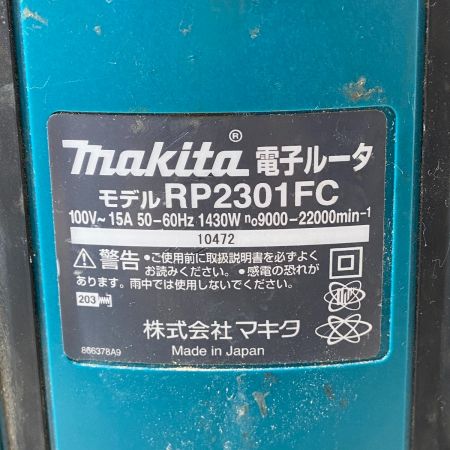 makita® 電子ルータ
モデル RP2301FC
100V~15A 50-60Hz 1430W n₀9000-22000min⁻¹
10472
⚠警告 ●ご使用前に取扱説明書を必ずよく
お読みください。 ●感電の恐れが
あります。雨中では使用しないでください。
203
株式会社マキタ
866378A9
Made in Japan